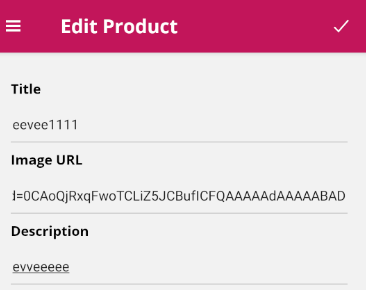 Edit Product
Title
eevee1111
Image URL
d=0CAoQjRxqFwoTCLiZ5JCBufICFQAAAAAdAAAAABAD
Description
evveeeee